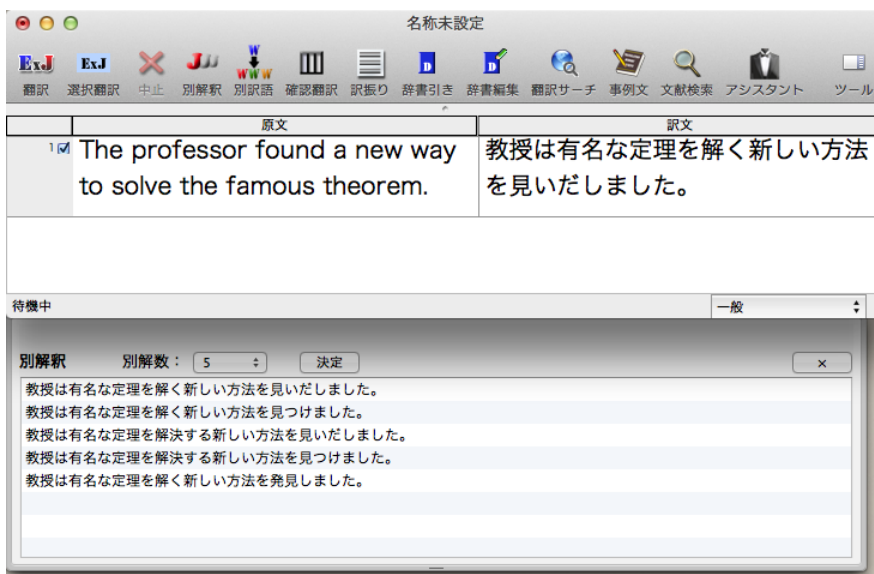 名称未設定
ExJ ExJ J W WWW D D
翻訳 選択翻訳 中止 別解釈 別訳語 確認翻訳 訳振り 辞書引き 辞書編集 翻訳サーチ 事例文 文献検索 アシスタント ツール
原文 訳文
1 The professor found a new way 教授は有名な定理を解く新しい方法
to solve the famous theorem. を見いだしました。
待機中 一般
別解釈 別解数： 5 決定 ×
教授は有名な定理を解く新しい方法を見いだしました。
教授は有名な定理を解く新しい方法を見つけました。
教授は有名な定理を解決する新しい方法を見いだしました。
教授は有名な定理を解決する新しい方法を見つけました。
教授は有名な定理を解く新しい方法を発見しました。